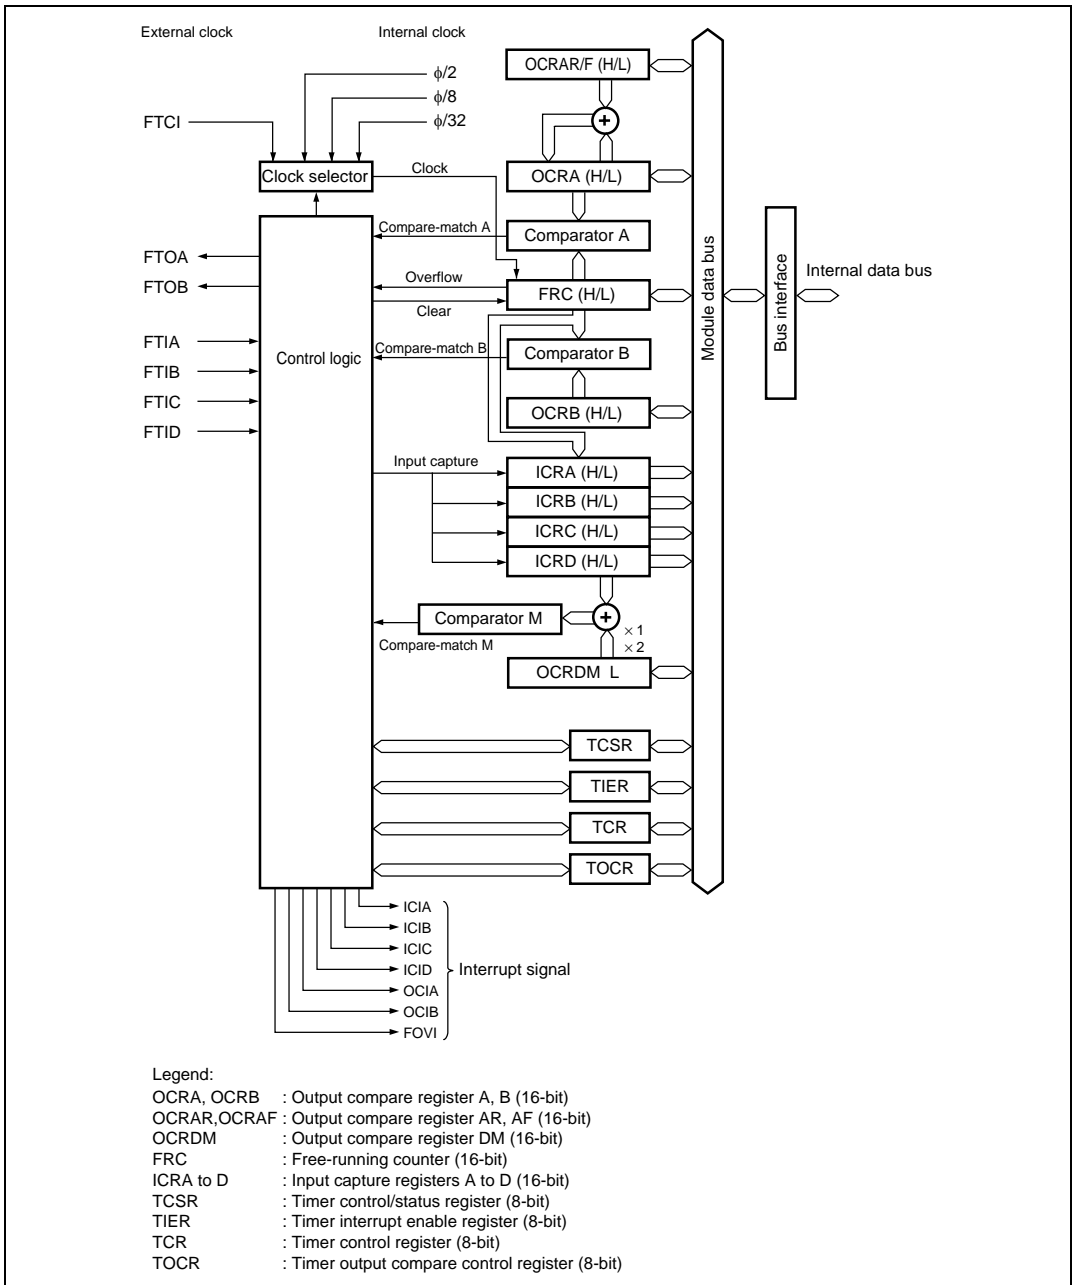 External clock
Internal clock
ϕ/2
ϕ/8
ϕ/32
FTCI
Clock selector
Clock
OCRAR/F (H/L)
+
OCRA (H/L)
Compare-match A
Comparator A
FTOA
FTOB
Overflow
FRC (H/L)
Clear
FTIA
FTIB
FTIC
FTID
Control logic
Compare-match B
Comparator B
OCRB (H/L)
Input capture
ICRA (H/L)
ICRB (H/L)
ICRC (H/L)
ICRD (H/L)
+
× 1
× 2
Comparator M
Compare-match M
OCRDM L
TCSR
TIER
TCR
TOCR
Module data bus
Bus interface
Internal data bus
ICIA
ICIB
ICIC
ICID
OCIA
OCIB
FOVI
Interrupt signal
Legend:
OCRA, OCRB : Output compare register A, B (16-bit)
OCRAR,OCRAF : Output compare register AR, AF (16-bit)
OCRDM : Output compare register DM (16-bit)
FRC : Free-running counter (16-bit)
ICRA to D : Input capture registers A to D (16-bit)
TCSR : Timer control/status register (8-bit)
TIER : Timer interrupt enable register (8-bit)
TCR : Timer control register (8-bit)
TOCR : Timer output compare control register (8-bit)